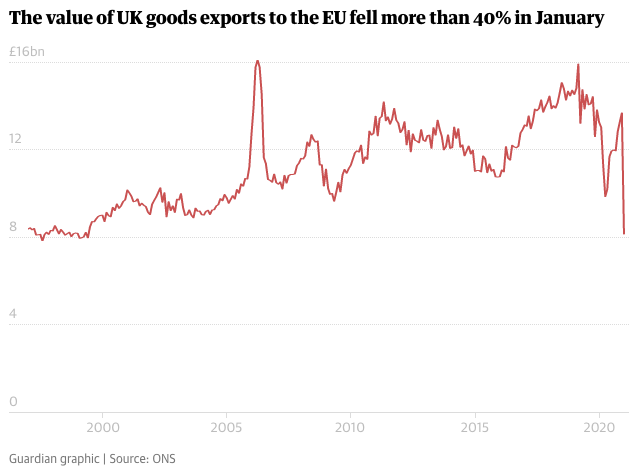 The value of UK goods exports to the EU fell more than 40% in January
£16bn
12
8
4
0
2000 2005 2010 2015 2020
Guardian graphic | Source: ONS